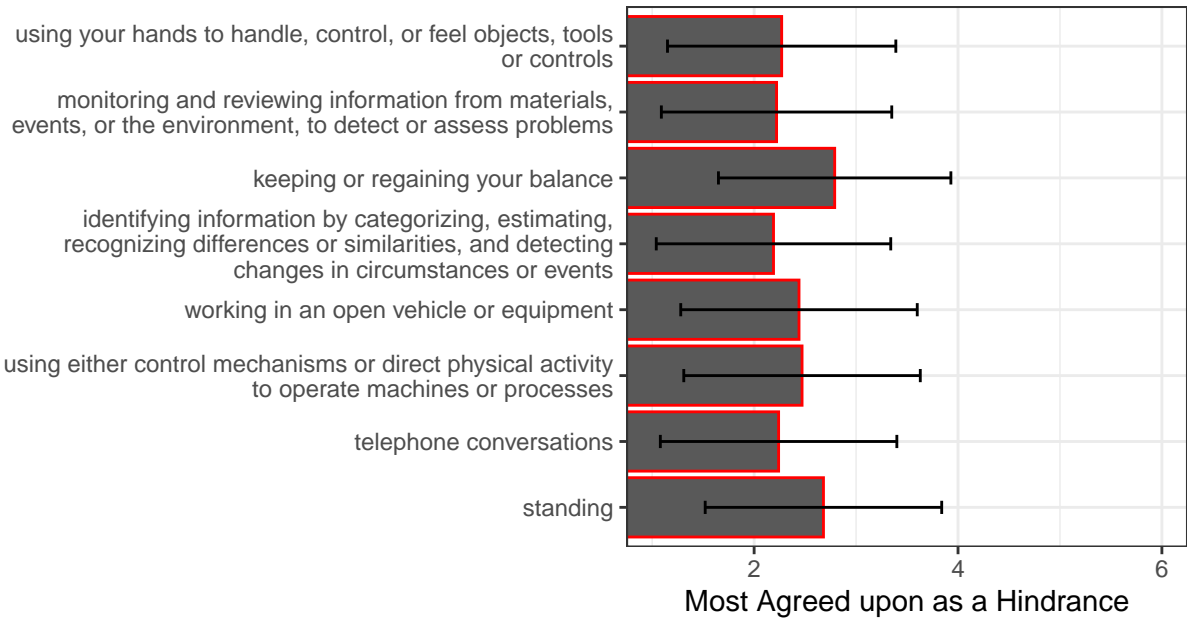 using your hands to handle, control, or feel objects, tools
or controls
monitoring and reviewing information from materials,
events, or the environment, to detect or assess problems
keeping or regaining your balance
identifying information by categorizing, estimating,
recognizing differences or similarities, and detecting
changes in circumstances or events
working in an open vehicle or equipment
using either control mechanisms or direct physical activity
to operate machines or processes
telephone conversations
standing
2 4 6
Most Agreed upon as a Hindrance